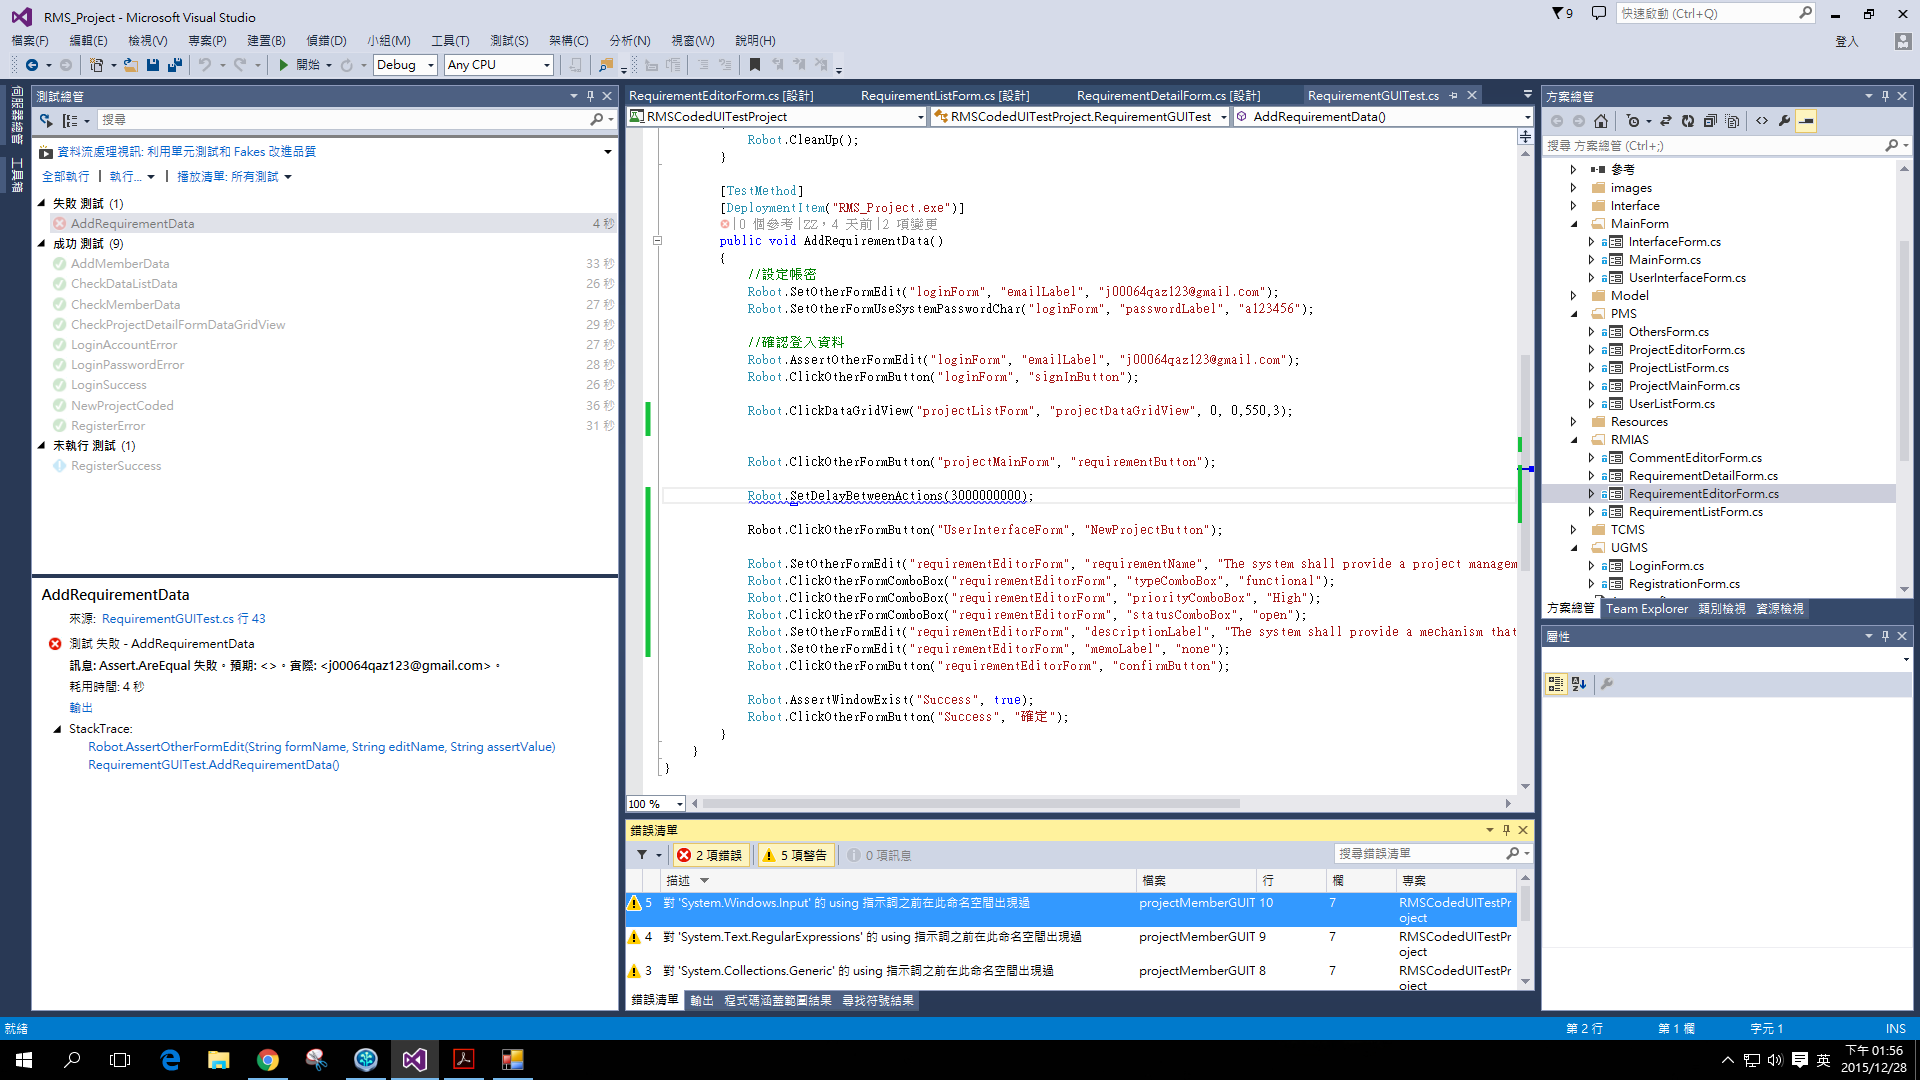 RMS_Project - Microsoft Visual Studio
9
快速啟動 (Ctrl+Q)
檔案(F) 編輯(E) 檢視(V) 專案(P) 建置(B) 偵錯(D) 小組(M) 工具(T) 測試(S) 架構(C) 分析(N) 視窗(W) 說明(H)
登入
開始 Debug Any CPU
伺服器總管
工具箱
測試總管
搜尋
資料流處理視訊: 利用單元測試和 Fakes 改進品質
全部執行 | 執行... | 播放清單: 所有測試
失敗 測試 (1)
AddRequirementData 4 秒
成功 測試 (9)
AddMemberData 33 秒
CheckDataListData 26 秒
CheckMemberData 27 秒
CheckProjectDetailFormDataGridView 29 秒
LoginAccountError 27 秒
LoginPasswordError 28 秒
LoginSuccess 26 秒
NewProjectCoded 36 秒
RegisterError 31 秒
未執行 測試 (1)
RegisterSuccess
AddRequirementData
來源: RequirementGUITest.cs 行 43
測試 失敗 - AddRequirementData
訊息: Assert.AreEqual 失敗。預期: <>。實際: <j00064qaz123@gmail.com>。
耗用時間: 4 秒
輸出
StackTrace:
Robot.AssertOtherFormEdit(String formName, String editName, String assertValue)
RequirementGUITest.AddRequirementData()
RequirementEditorForm.cs [設計] RequirementListForm.cs [設計] RequirementDetailForm.cs [設計] RequirementGUITest.cs
RMSCodedUITestProject RMSCodedUITestProject.RequirementGUITest AddRequirementData()
Robot.CleanUp();
}
[TestMethod]
[DeploymentItem("RMS_Project.exe")]
|0 個參考|ZZ，4 天前|2 項變更
public void AddRequirementData()
{
//設定帳密
Robot.SetOtherFormEdit("loginForm", "emailLabel", "j00064qaz123@gmail.com");
Robot.SetOtherFormUseSystemPasswordChar("loginForm", "passwordLabel", "a123456");
//確認登入資料
Robot.AssertOtherFormEdit("loginForm", "emailLabel", "j00064qaz123@gmail.com");
Robot.ClickOtherFormButton("loginForm", "signInButton");
Robot.ClickDataGridView("projectListForm", "projectDataGridView", 0, 0,550,3);
Robot.ClickOtherFormButton("projectMainForm", "requirementButton");
Robot.SetDelayBetweenActions(3000000000);
Robot.ClickOtherFormButton("UserInterfaceForm", "NewProjectButton");
Robot.SetOtherFormEdit("requirementEditorForm", "requirementName", "The system shall provide a project managem
Robot.ClickOtherFormComboBox("requirementEditorForm", "typeComboBox", "functional");
Robot.ClickOtherFormComboBox("requirementEditorForm", "priorityComboBox", "High");
Robot.ClickOtherFormComboBox("requirementEditorForm", "statusComboBox", "open");
Robot.SetOtherFormEdit("requirementEditorForm", "descriptionLabel", "The system shall provide a mechanism that
Robot.SetOtherFormEdit("requirementEditorForm", "memoLabel", "none");
Robot.ClickOtherFormButton("requirementEditorForm", "confirmButton");
Robot.AssertWindowExist("Success", true);
Robot.ClickOtherFormButton("Success", "確定");
}
}
}
100 %
錯誤清單
2 項錯誤 5 項警告 0 項訊息
搜尋錯誤清單
描述 檔案 行 欄 專案
5 對 'System.Windows.Input' 的 using 指示詞之前在此命名空間出現過 projectMemberGUIT 10 7 RMSCodedUITestPr
oject
4 對 'System.Text.RegularExpressions' 的 using 指示詞之前在此命名空間出現過 projectMemberGUIT 9 7 RMSCodedUITestPr
oject
3 對 'System.Collections.Generic' 的 using 指示詞之前在此命名空間出現過 projectMemberGUIT 8 7 RMSCodedUITestPr
oject
錯誤清單 輸出 程式碼涵蓋範圍結果 尋找符號結果
方案總管
搜尋 方案總管 (Ctrl+;)
參考
images
Interface
MainForm
InterfaceForm.cs
MainForm.cs
UserInterfaceForm.cs
Model
PMS
OthersForm.cs
ProjectEditorForm.cs
ProjectListForm.cs
ProjectMainForm.cs
UserListForm.cs
Resources
RMIAS
CommentEditorForm.cs
RequirementDetailForm.cs
RequirementEditorForm.cs
RequirementListForm.cs
TCMS
UGMS
LoginForm.cs
RegistrationForm.cs
方案總管 Team Explorer 類別檢視 資源檢視
屬性
就緒 第 2 行 第 1 欄 字元 1 INS
英
下午 01:56
2015/12/28